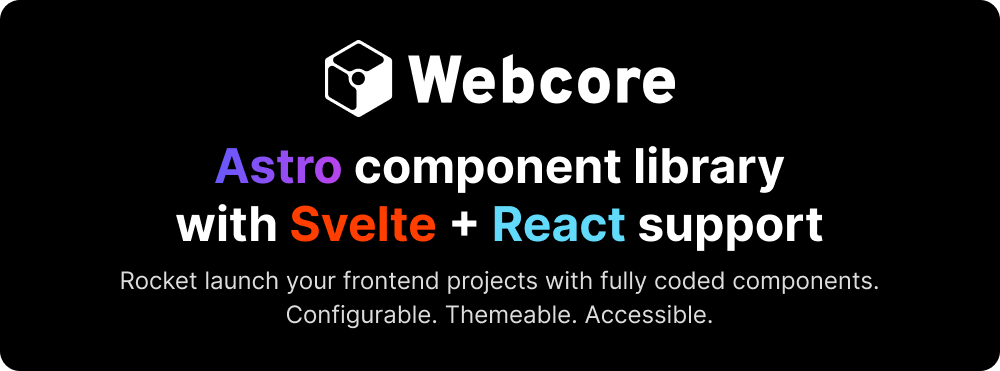 Webcore
Astro component library
with Svelte + React support
Rocket launch your frontend projects with fully coded components.
Configurable. Themeable. Accessible.